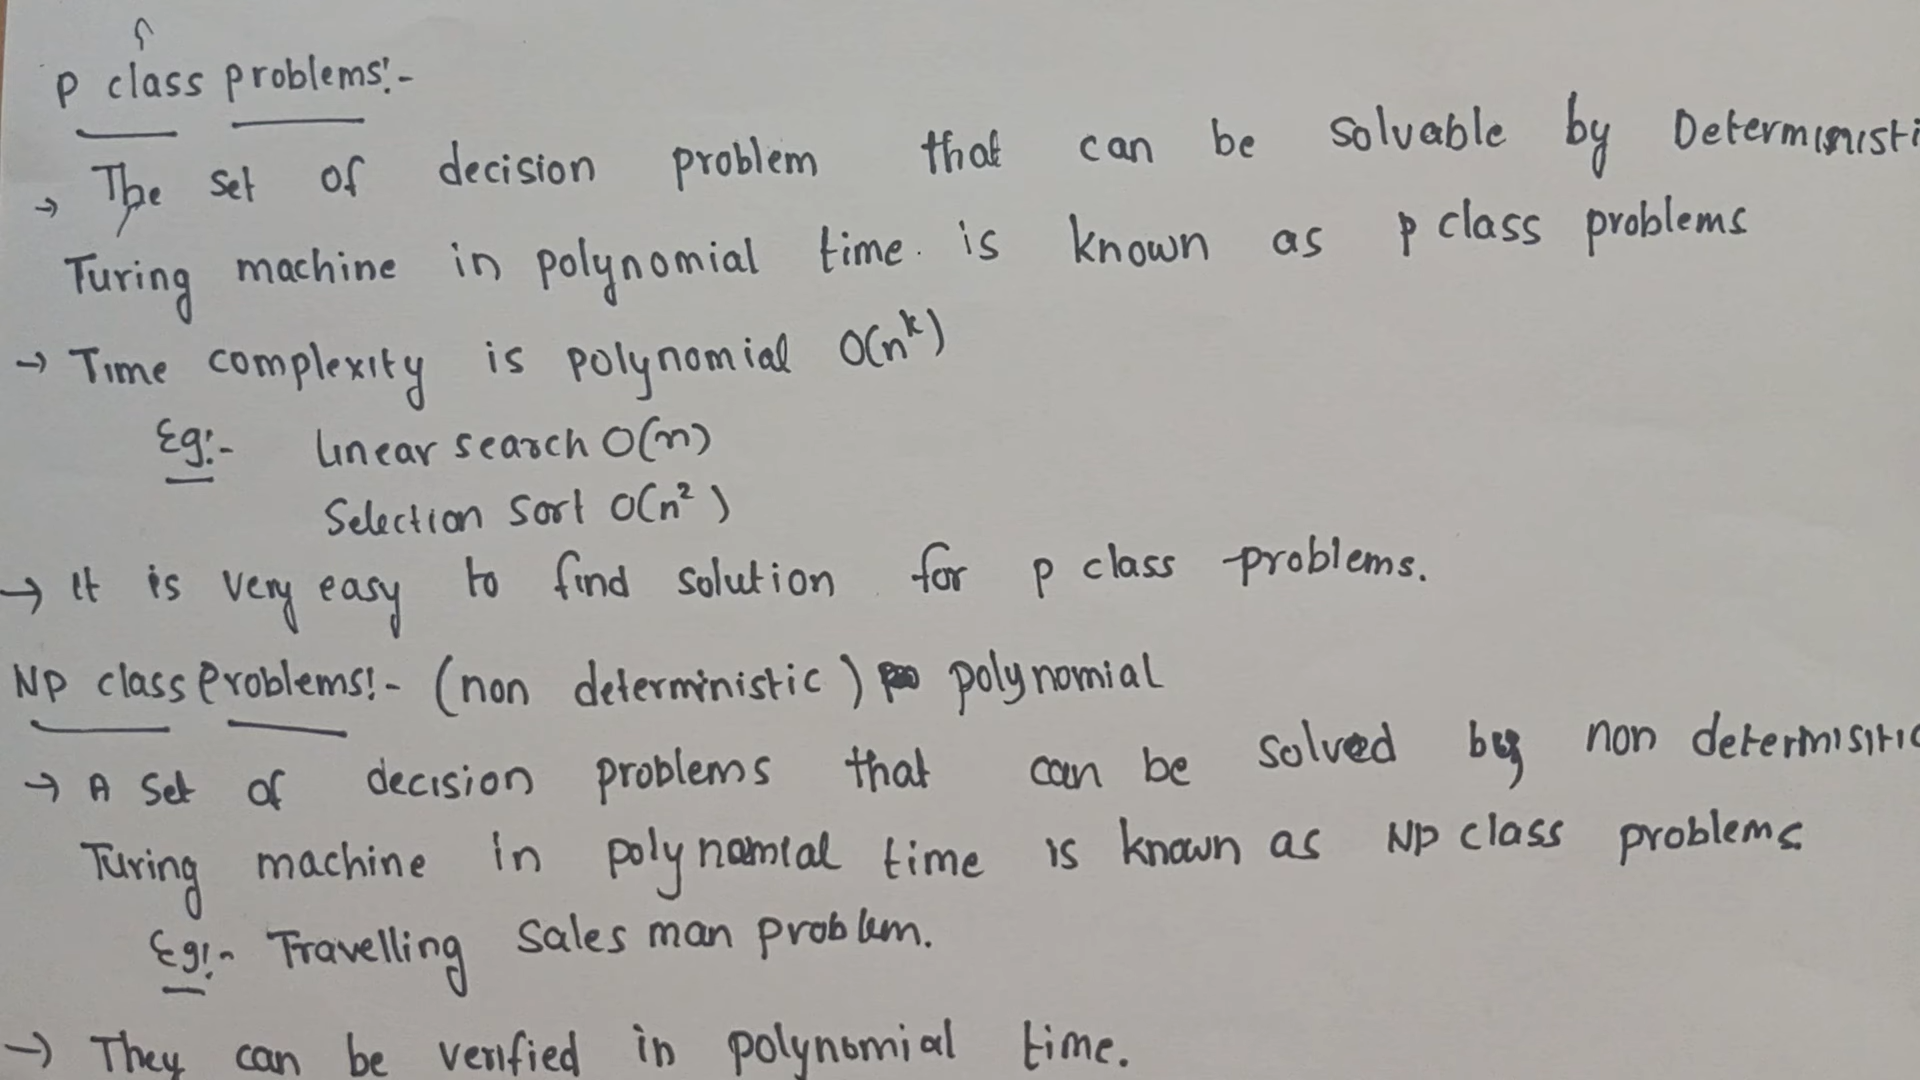 P class problems:-
→ The set of decision problem that can be solvable by Deterministi
Turing machine in polynomial time. is known as p class problems
→ Time complexity is polynomial O(n^k)
Eg:- linear search O(n)
Selection sort O(n²)
→ It is very easy to find solution for p class problems.
NP class Problems:- (non deterministic) polynomial
→ A set of decision problems that can be solved by non determisitic
Turing machine in polynamial time is known as NP class problems
Eg:- Travelling sales man problem.
→ They can be verified in polynomial time.